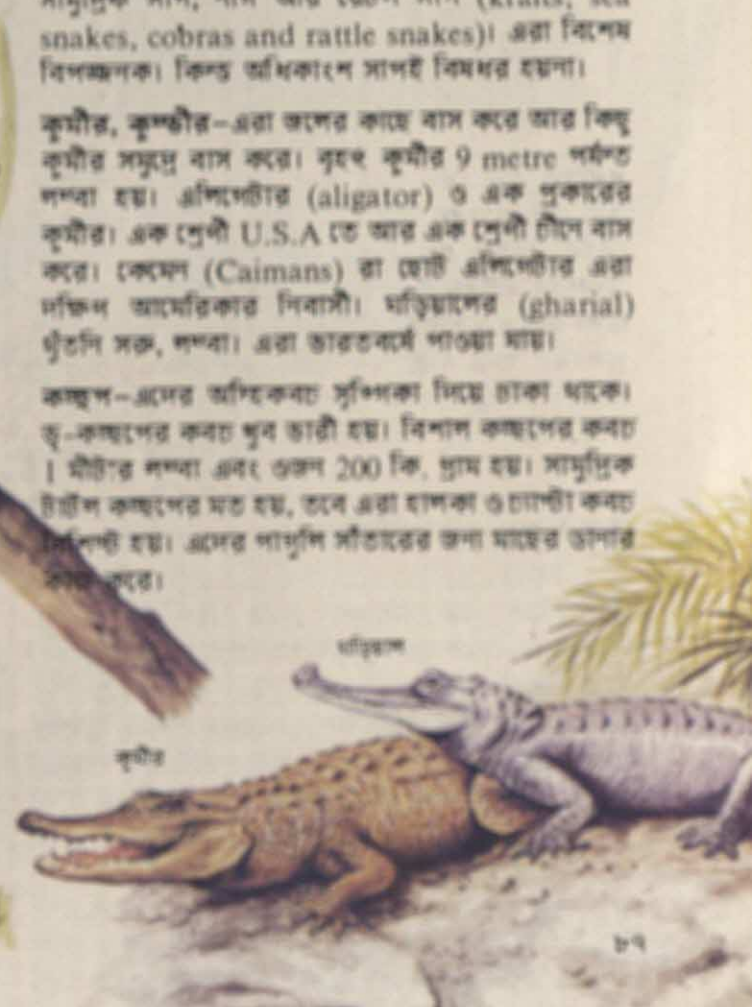 সামুদ্রিক সাপ, নাগ আর রেটল সাপ (kraits, sea
snakes, cobras and rattle snakes)। এরা বিশেষ
বিপজ্জনক। কিন্তু অধিকাংশ সাপই বিষধর হয়না।
কুমীর, কুম্ভীর–এরা জলের কাছে বাস করে আর কিছু
কুমীর সমুদ্রে বাস করে। বৃহৎ কুমীর 9 metre পর্যন্ত
লম্বা হয়। এলিগেটার (aligator) ও এক প্রকারের
কুমীর। এক শ্রেণী U.S.A তে আর এক শ্রেণী চীনে বাস
করে। কেমেন (Caimans) রা ছোট এলিগেটার এরা
দক্ষিণ আমেরিকার নিবাসী। ঘড়িয়ালের (gharial)
থুঁতনি সরু, লম্বা। এরা ভারতবর্ষে পাওয়া যায়।
কচ্ছপ–এদের অস্থিকবচ দিয়ে ঢাকা থাকে।
ভূ-কচ্ছপের কবচ খুব ভারী হয়। বিশাল কচ্ছপের কবচ
1 মীটার লম্বা এবং ওজন 200 কি. গ্রাম হয়। সামুদ্রিক
টার্টল কচ্ছপের মত হয়, তবে এরা হালকা ও চ্যাপ্টা কবচ
বিশিষ্ট হয়। এদের পাগুলি সাঁতারের জন্য মাছের ডানার
কাজ করে।
ঘড়িয়াল
কুমীর
৮৭